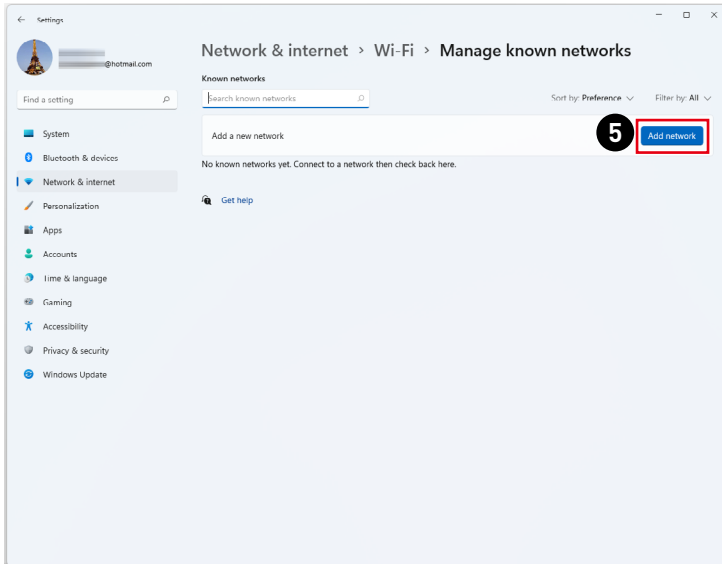 Settings
@hotmail.com
Find a setting
System
Bluetooth & devices
Network & internet
Personalization
Apps
Accounts
Time & language
Gaming
Accessibility
Privacy & security
Windows Update
Network & internet > Wi-Fi > Manage known networks
Known networks
Search known networks
Sort by: Preference
Filter by: All
Add a new network
5
Add network
No known networks yet. Connect to a network then check back here.
Get help